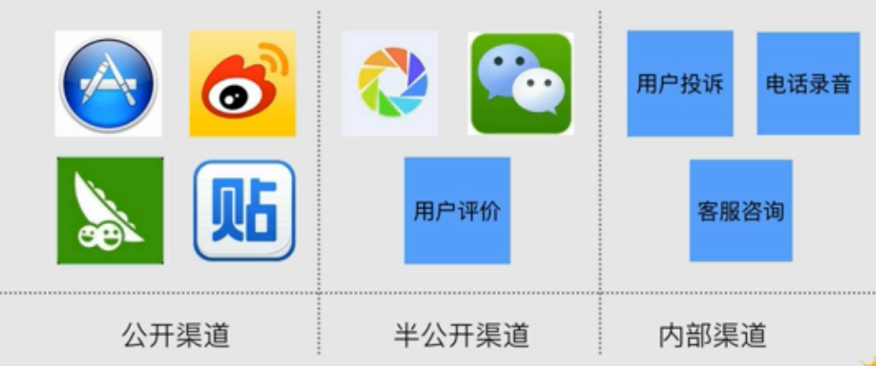 用户投诉
电话录音
贴
用户评价
客服咨询
公开渠道
半公开渠道
内部渠道